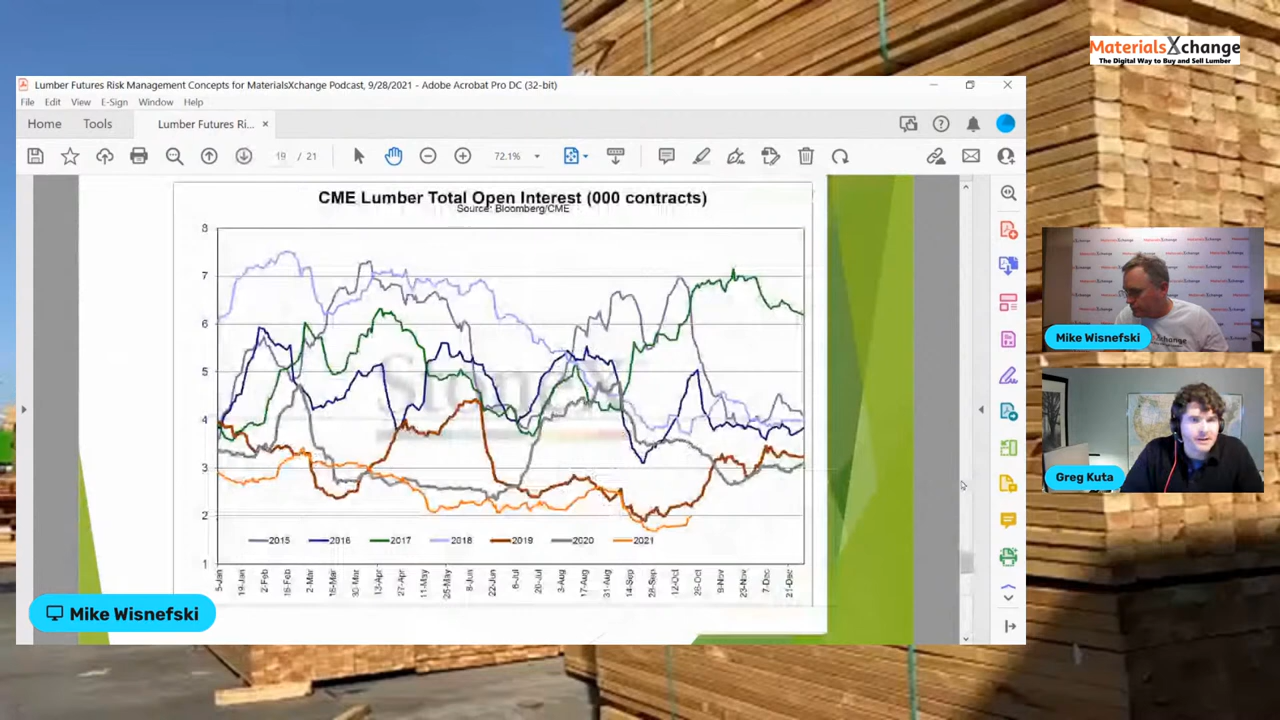 MaterialsXchange
The Digital Way to Buy and Sell Lumber
Lumber Futures Risk Management Concepts for MaterialsXchange Podcast, 9/28/2021 - Adobe Acrobat Pro DC (32-bit)
File Edit View E-Sign Window Help
Home Tools Lumber Futures Ri... ×
19 / 21 72.1%
CME Lumber Total Open Interest (000 contracts)
Source: Bloomberg/CME
8
7
6
5
4
3
2
1
StoneX
2015 2016 2017 2018 2019 2020 2021
5-Jan 19-Jan 2-Feb 16-Feb 2-Mar 16-Mar 30-Mar 13-Apr 27-Apr 11-May 25-May 8-Jun 22-Jun 6-Jul 20-Jul 3-Aug 17-Aug 31-Aug 14-Sep 28-Sep 12-Oct 26-Oct 9-Nov 23-Nov 7-Dec 21-Dec
Mike Wisnefski
Mike Wisnefski
Greg Kuta